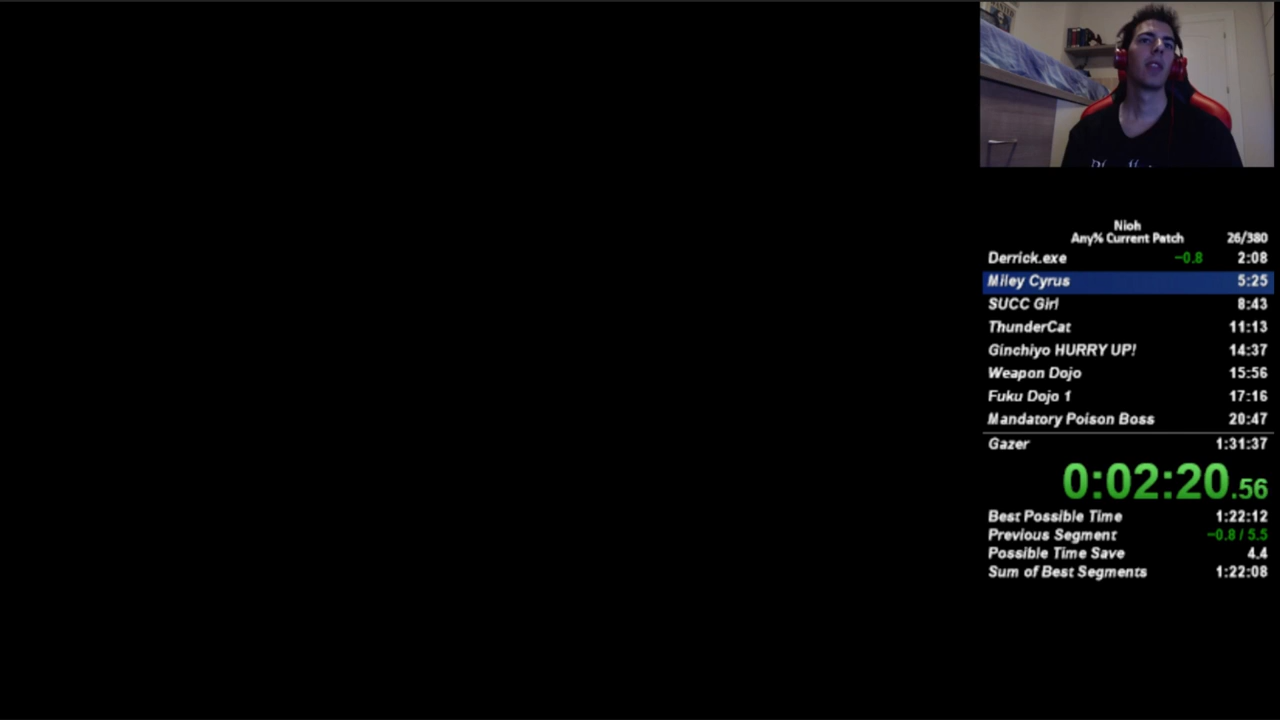 Nioh
Any% Current Patch 26/380
Derrick.exe −0.8 2:08
Miley Cyrus 5:25
SUCC Girl 8:43
ThunderCat 11:13
Ginchiyo HURRY UP! 14:37
Weapon Dojo 15:56
Fuku Dojo 1 17:16
Mandatory Poison Boss 20:47
Gazer 1:31:37
0:02:20.56
Best Possible Time 1:22:12
Previous Segment −0.8 / 5.5
Possible Time Save 4.4
Sum of Best Segments 1:22:08